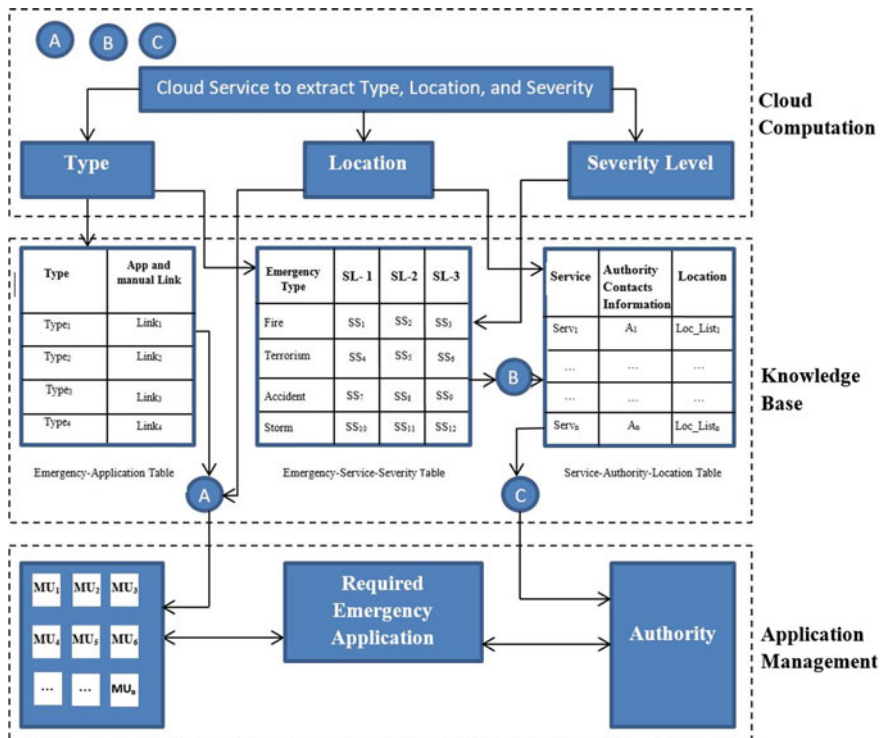 A
B
C
Cloud Service to extract Type, Location, and Severity
Type
Location
Severity Level
Cloud
Computation
Type
App and
manual Link
Type₁
Link₁
Type₂
Link₂
Type₃
Link₃
Type₄
Link₄
Emergency-Application Table
Emergency
Type
SL- 1
SL-2
SL-3
Fire
SS₁
SS₂
SS₃
Terrorism
SS₄
SS₅
SS₆
Accident
SS₇
SS₈
SS₉
Storm
SS₁₀
SS₁₁
SS₁₂
Emergency-Service-Severity Table
B
Service
Authority
Contacts
Information
Location
Serv₁
A₁
Loc_List₁
...
...
...
...
...
...
Servₙ
Aₙ
Loc_Listₙ
Service-Authority-Location Table
Knowledge
Base
A
C
MU₁
MU₂
MU₃
MU₄
MU₅
MU₆
...
...
MUₙ
Required
Emergency
Application
Authority
Application
Management